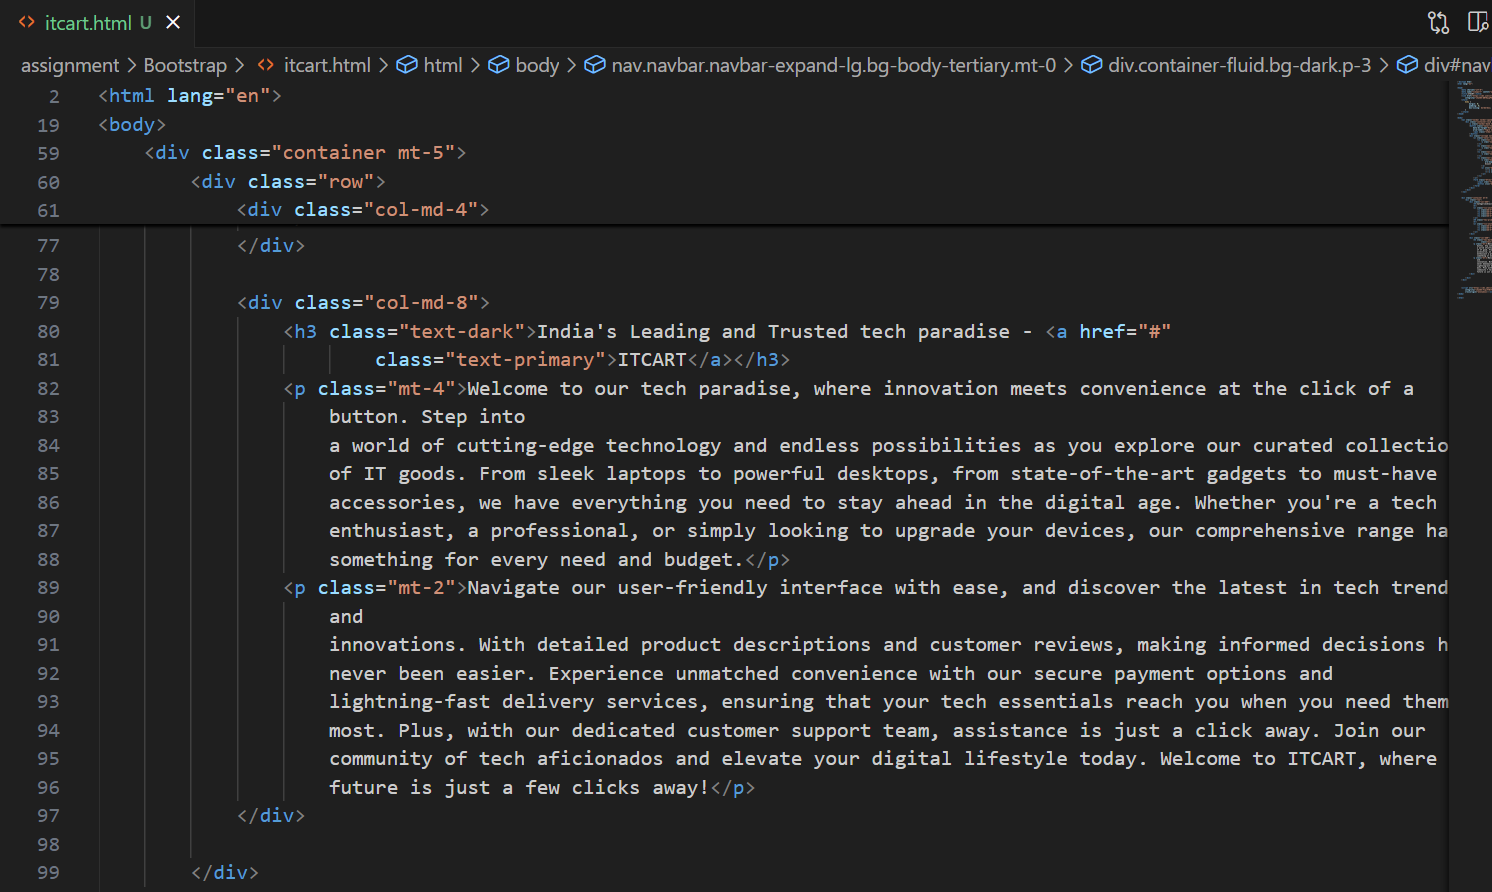 itcart.html U
assignment > Bootstrap > itcart.html > html > body > nav.navbar.navbar-expand-lg.bg-body-tertiary.mt-0 > div.container-fluid.bg-dark.p-3 > div#nav
2 <html lang="en">
19 <body>
59 <div class="container mt-5">
60 <div class="row">
61 <div class="col-md-4">
77 </div>
78
79 <div class="col-md-8">
80 <h3 class="text-dark">India's Leading and Trusted tech paradise - <a href="#"
81 class="text-primary">ITCART</a></h3>
82 <p class="mt-4">Welcome to our tech paradise, where innovation meets convenience at the click of a
83 button. Step into
84 a world of cutting-edge technology and endless possibilities as you explore our curated collectio
85 of IT goods. From sleek laptops to powerful desktops, from state-of-the-art gadgets to must-have
86 accessories, we have everything you need to stay ahead in the digital age. Whether you're a tech
87 enthusiast, a professional, or simply looking to upgrade your devices, our comprehensive range ha
88 something for every need and budget.</p>
89 <p class="mt-2">Navigate our user-friendly interface with ease, and discover the latest in tech trend
90 and
91 innovations. With detailed product descriptions and customer reviews, making informed decisions h
92 never been easier. Experience unmatched convenience with our secure payment options and
93 lightning-fast delivery services, ensuring that your tech essentials reach you when you need them
94 most. Plus, with our dedicated customer support team, assistance is just a click away. Join our
95 community of tech aficionados and elevate your digital lifestyle today. Welcome to ITCART, where
96 future is just a few clicks away!</p>
97 </div>
98
99 </div>